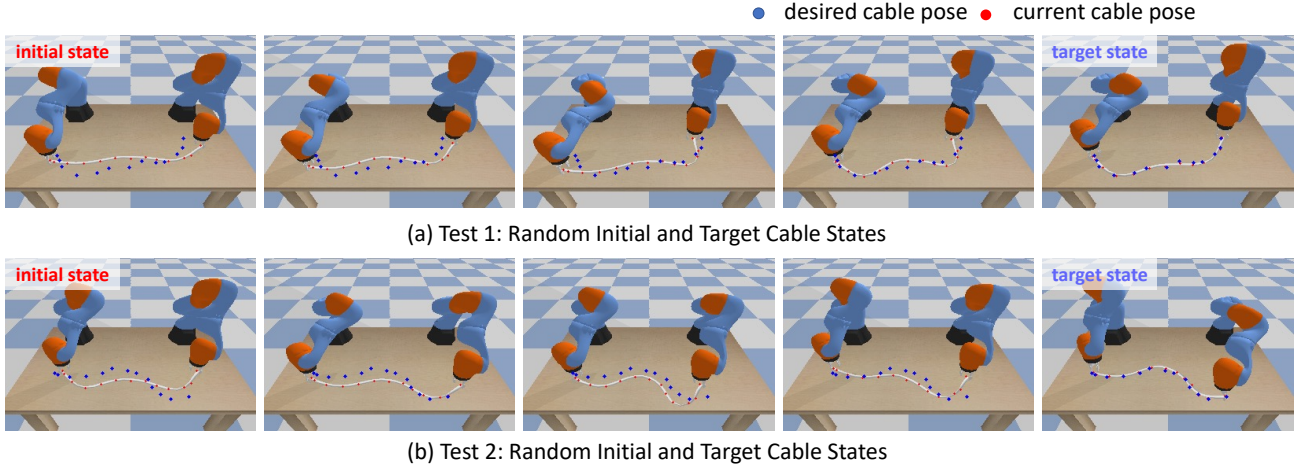 desired cable pose current cable pose
initial state target state
(a) Test 1: Random Initial and Target Cable States
initial state target state
(b) Test 2: Random Initial and Target Cable States